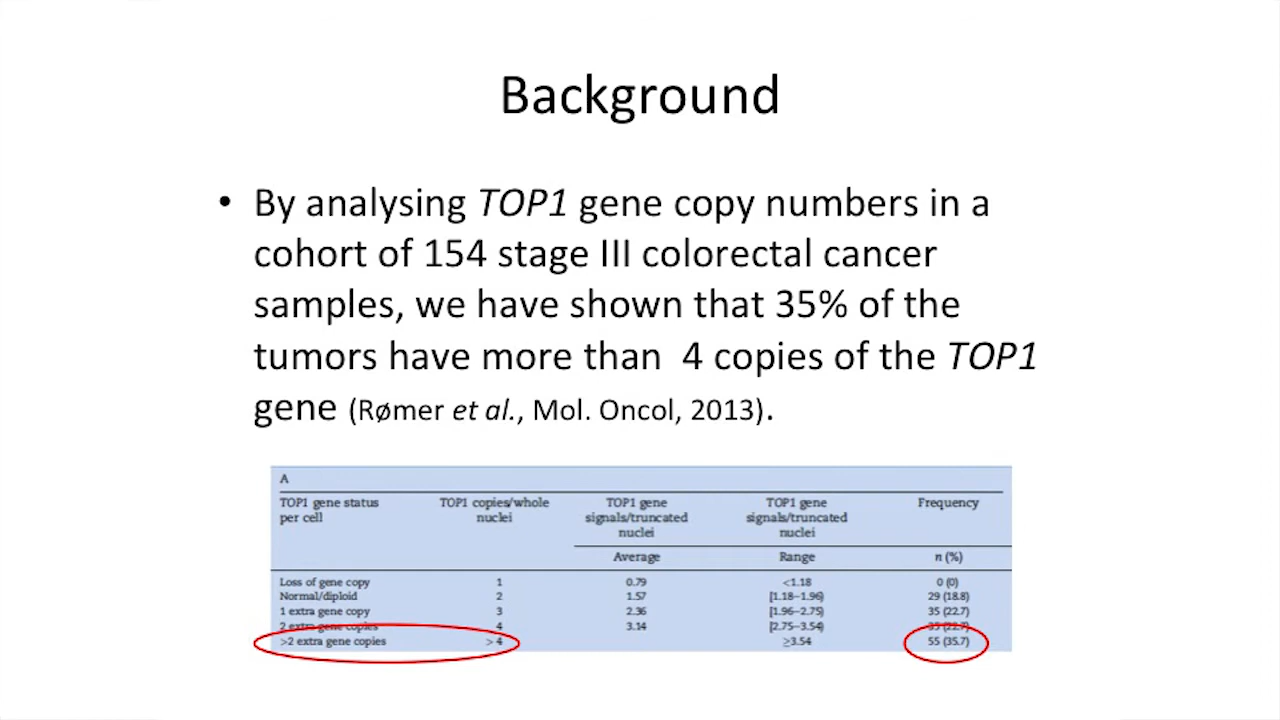 Background
• By analysing TOP1 gene copy numbers in a
cohort of 154 stage III colorectal cancer
samples, we have shown that 35% of the
tumors have more than 4 copies of the TOP1
gene (Rømer et al., Mol. Oncol, 2013).
A
TOP1 gene status per cell TOP1 copies/whole nuclei TOP1 gene signals/truncated nuclei TOP1 gene signals/truncated nuclei Frequency
Average Range n (%)
Loss of gene copy 1 0.79 <1.18 0 (0)
Normal/diploid 2 1.57 [1.18–1.96] 29 (18.8)
1 extra gene copy 3 2.36 [1.96–2.75] 35 (22.7)
2 extra gene copies 4 3.14 [2.75–3.54] 35 (22.7)
>2 extra gene copies >4 ≥3.54 55 (35.7)